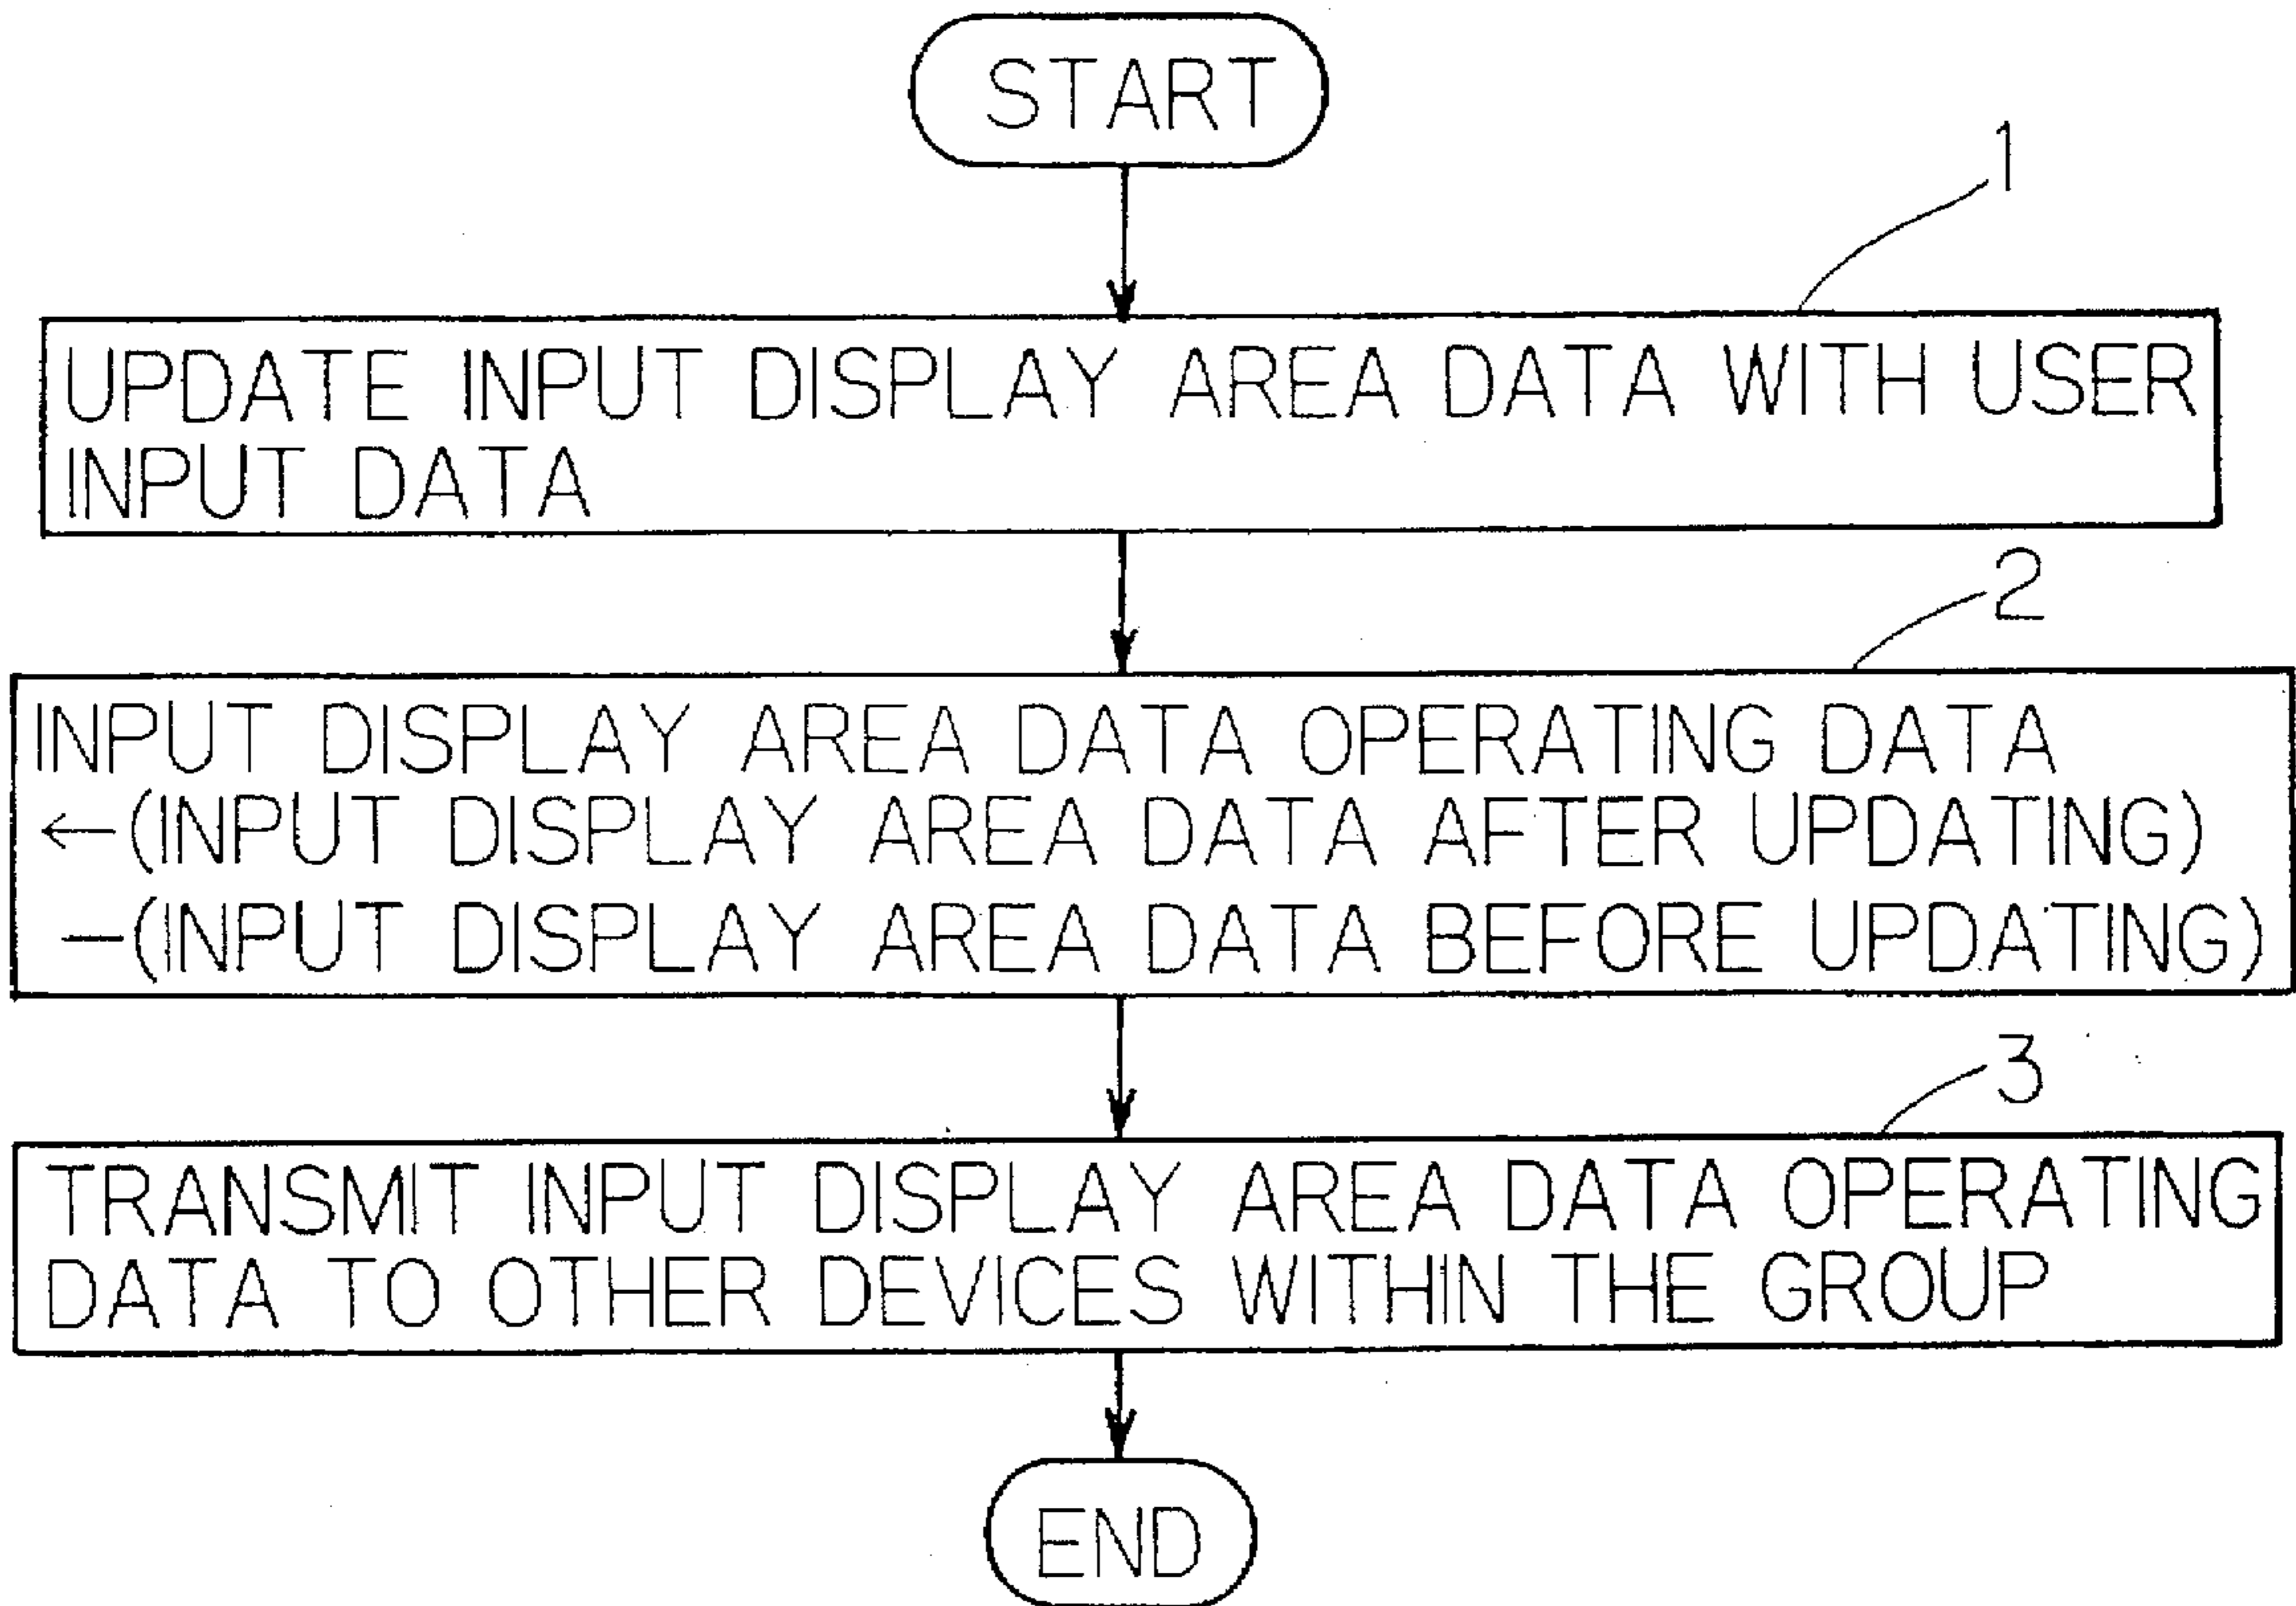 START
1
UPDATE INPUT DISPLAY AREA DATA WITH USER
INPUT DATA
2
INPUT DISPLAY AREA DATA OPERATING DATA
←(INPUT DISPLAY AREA DATA AFTER UPDATING)
—(INPUT DISPLAY AREA DATA BEFORE UPDATING)
3
TRANSMIT INPUT DISPLAY AREA DATA OPERATING
DATA TO OTHER DEVICES WITHIN THE GROUP
END